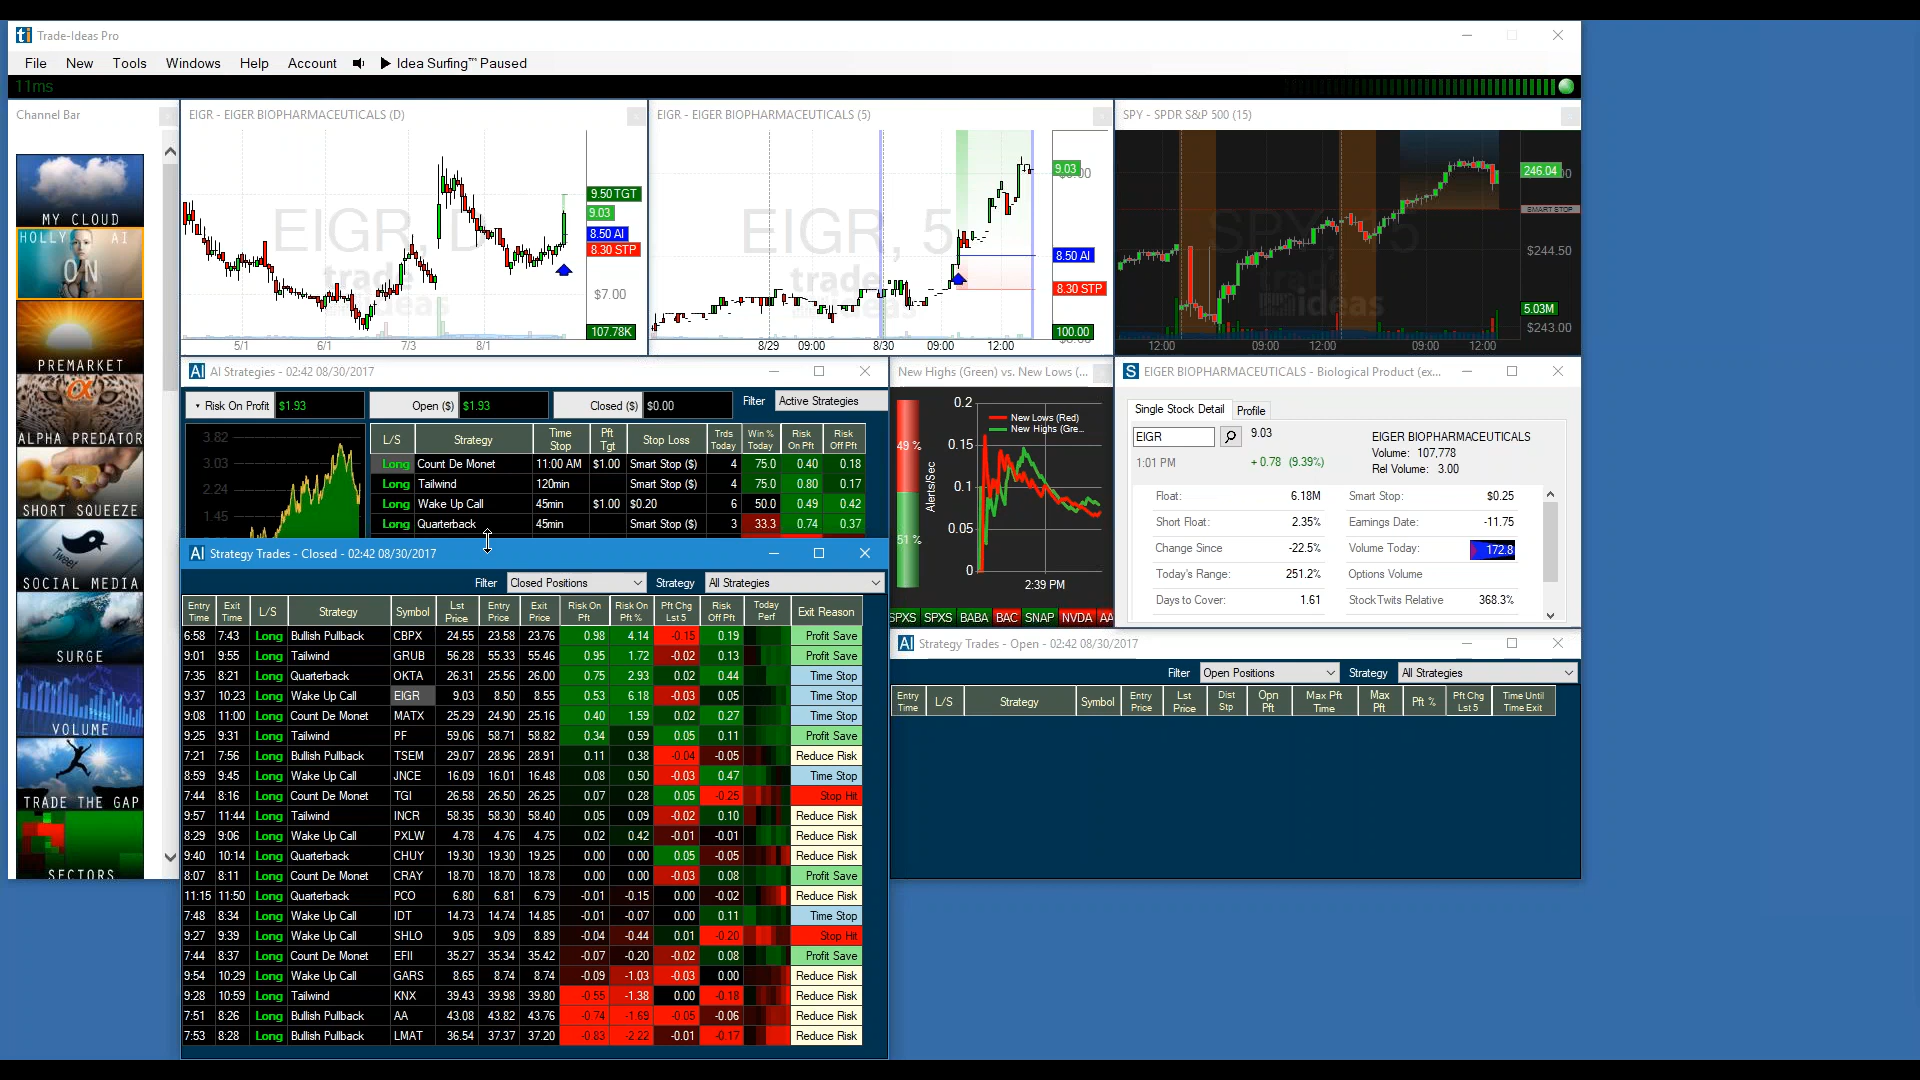 Trade-Ideas Pro
File New Tools Windows Help Account Idea Surfing™ Paused
11ms
Channel Bar
MY CLOUD
HOLLY AI
ON
PREMARKET
ALPHA PREDATOR
SHORT SQUEEZE
Tweet
SOCIAL MEDIA
SURGE
VOLUME
TRADE THE GAP
SECTORS
EIGR - EIGER BIOPHARMACEUTICALS (D)
EIGR, D
trade ideas
9.50 TGT
9.03
8.50 AI
8.30 STP
$7.00
107.78K
5/1 6/1 7/3 8/1
EIGR - EIGER BIOPHARMACEUTICALS (5)
EIGR, 5
trade ideas
9.03
8.50 AI
8.30 STP
100.00
8/29 09:00 8/30 09:00 12:00
SPY - SPDR S&P 500 (15)
trade ideas
246.04
SMART STOP
$244.50
5.03M
$243.00
12:00 09:00 12:00 09:00 12:00
AI Strategies - 02:42 08/30/2017
Risk On Profit $1.93 Open ($) $1.93 Closed ($) $0.00 Filter Active Strategies
3.82
3.03
2.24
1.45
L/S Strategy Time Stop Pft Tgt Stop Loss Trds Today Win % Today Risk On Pft Risk Off Pft
Long Count De Monet 11:00 AM $1.00 Smart Stop ($) 4 75.0 0.40 0.18
Long Tailwind 120min Smart Stop ($) 4 75.0 0.80 0.17
Long Wake Up Call 45min $1.00 $0.20 6 50.0 0.49 0.42
Long Quarterback 45min Smart Stop ($) 3 33.3 0.74 0.37
AI Strategy Trades - Closed - 02:42 08/30/2017
Filter Closed Positions Strategy All Strategies
Entry Time Exit Time L/S Strategy Symbol Lst Price Entry Price Exit Price Risk On Pft Risk On Pft % Pft Chg Lst 5 Risk Off Pft Today Perf Exit Reason
6:58 7:43 Long Bullish Pullback CBPX 24.55 23.58 23.76 0.98 4.14 -0.15 0.19 Profit Save
9:01 9:55 Long Tailwind GRUB 56.28 55.33 55.46 0.95 1.72 -0.02 0.13 Profit Save
7:35 8:21 Long Quarterback OKTA 26.31 25.56 26.00 0.75 2.93 0.02 0.44 Time Stop
9:37 10:23 Long Wake Up Call EIGR 9.03 8.50 8.55 0.53 6.18 -0.03 0.05 Time Stop
9:08 11:00 Long Count De Monet MATX 25.29 24.90 25.16 0.40 1.59 0.02 0.27 Time Stop
9:25 9:31 Long Tailwind PF 59.06 58.71 58.82 0.34 0.59 0.05 0.11 Profit Save
7:21 7:56 Long Bullish Pullback TSEM 29.07 28.96 28.91 0.11 0.38 -0.04 -0.05 Reduce Risk
8:59 9:45 Long Wake Up Call JNCE 16.09 16.01 16.48 0.08 0.50 -0.03 0.47 Time Stop
7:44 8:16 Long Count De Monet TGI 26.58 26.50 26.25 0.07 0.28 0.05 -0.25 Stop Hit
9:57 11:44 Long Tailwind INCR 58.35 58.30 58.40 0.05 0.09 -0.02 0.10 Reduce Risk
8:29 9:06 Long Wake Up Call PXLW 4.78 4.76 4.75 0.02 0.42 -0.01 -0.01 Reduce Risk
9:40 10:14 Long Quarterback CHUY 19.30 19.30 19.25 0.00 0.00 0.05 -0.05 Reduce Risk
8:07 8:11 Long Count De Monet CRAY 18.70 18.70 18.78 0.00 0.00 -0.03 0.08 Profit Save
11:15 11:50 Long Quarterback PCO 6.80 6.81 6.79 -0.01 -0.15 0.00 -0.02 Reduce Risk
7:48 8:34 Long Wake Up Call IDT 14.73 14.74 14.85 -0.01 -0.07 0.00 0.11 Time Stop
9:27 9:39 Long Wake Up Call SHLO 9.05 9.09 8.89 -0.04 -0.44 0.01 -0.20 Stop Hit
7:44 8:37 Long Count De Monet EFII 35.27 35.34 35.42 -0.07 -0.20 -0.02 0.08 Profit Save
9:54 10:29 Long Wake Up Call GARS 8.65 8.74 8.74 -0.09 -1.03 -0.03 0.00 Reduce Risk
9:28 10:59 Long Tailwind KNX 39.43 39.98 39.80 -0.55 -1.38 0.00 -0.18 Reduce Risk
7:51 8:26 Long Bullish Pullback AA 43.08 43.82 43.76 -0.74 -1.69 -0.05 -0.06 Reduce Risk
7:53 8:28 Long Bullish Pullback LMAT 36.54 37.37 37.20 -0.83 -2.22 -0.01 -0.17 Reduce Risk
New Highs (Green) vs. New Lows (...
49 %
51 %
Alerts/Sec
0.2
0.15
0.1
0.05
0
New Lows (Red)
New Highs (Gre...
2:39 PM
SPXS SPXS BABA BAC SNAP NVDA AA
EIGER BIOPHARMACEUTICALS - Biological Product (ex...
Single Stock Detail Profile
EIGR 9.03 EIGER BIOPHARMACEUTICALS
Volume: 107,778
1:01 PM + 0.78 (9.39%) Rel Volume: 3.00
Float: 6.18M Smart Stop: $0.25
Short Float: 2.35% Earnings Date: -11.75
Change Since -22.5% Volume Today: 172.8
Today's Range: 251.2% Options Volume
Days to Cover: 1.61 StockTwits Relative 368.3%
AI Strategy Trades - Open - 02:42 08/30/2017
Filter Open Positions Strategy All Strategies
Entry Time L/S Strategy Symbol Entry Price Lst Price Dist Stp Opn Pft Max Pft Time Max Pft Pft % Pft Chg Lst 5 Time Until Time Exit